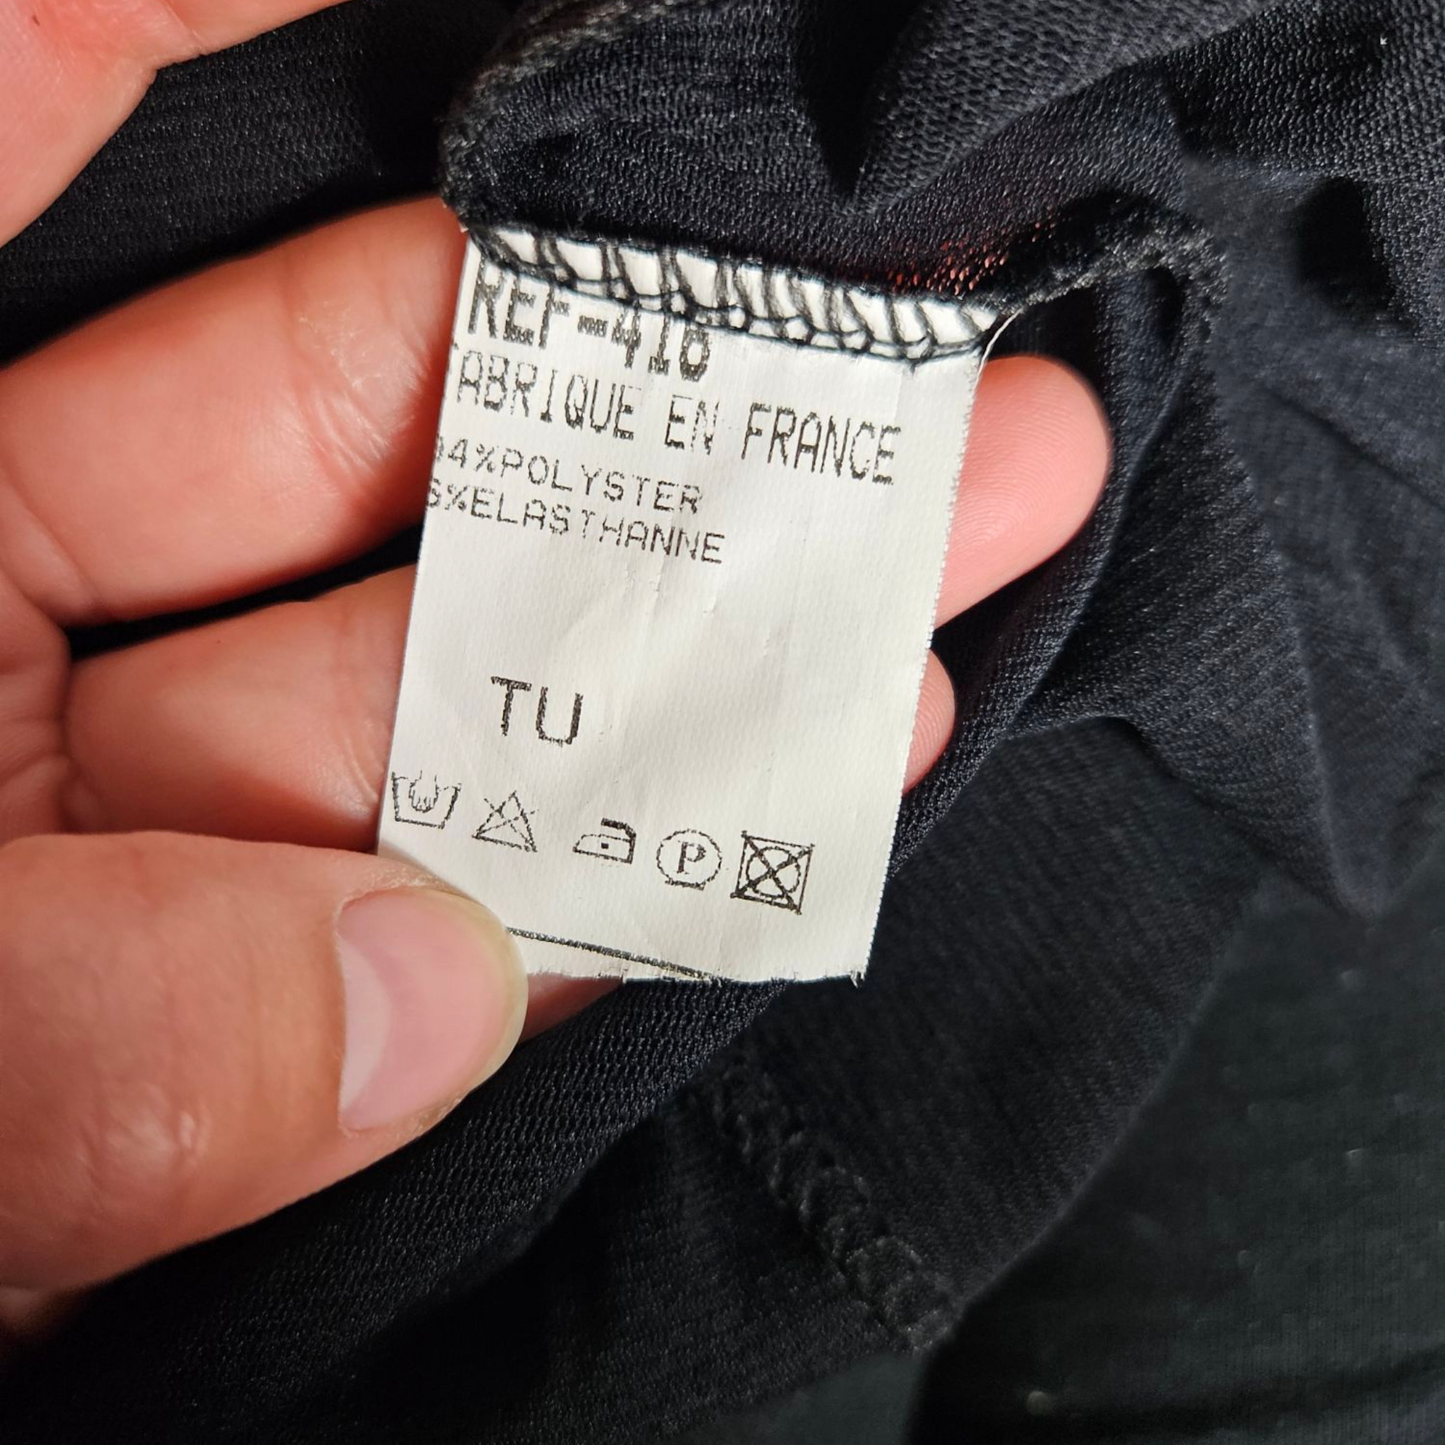 REF-418
FABRIQUE EN FRANCE
94%POLYSTER
6%ELASTHANNE
TU
P